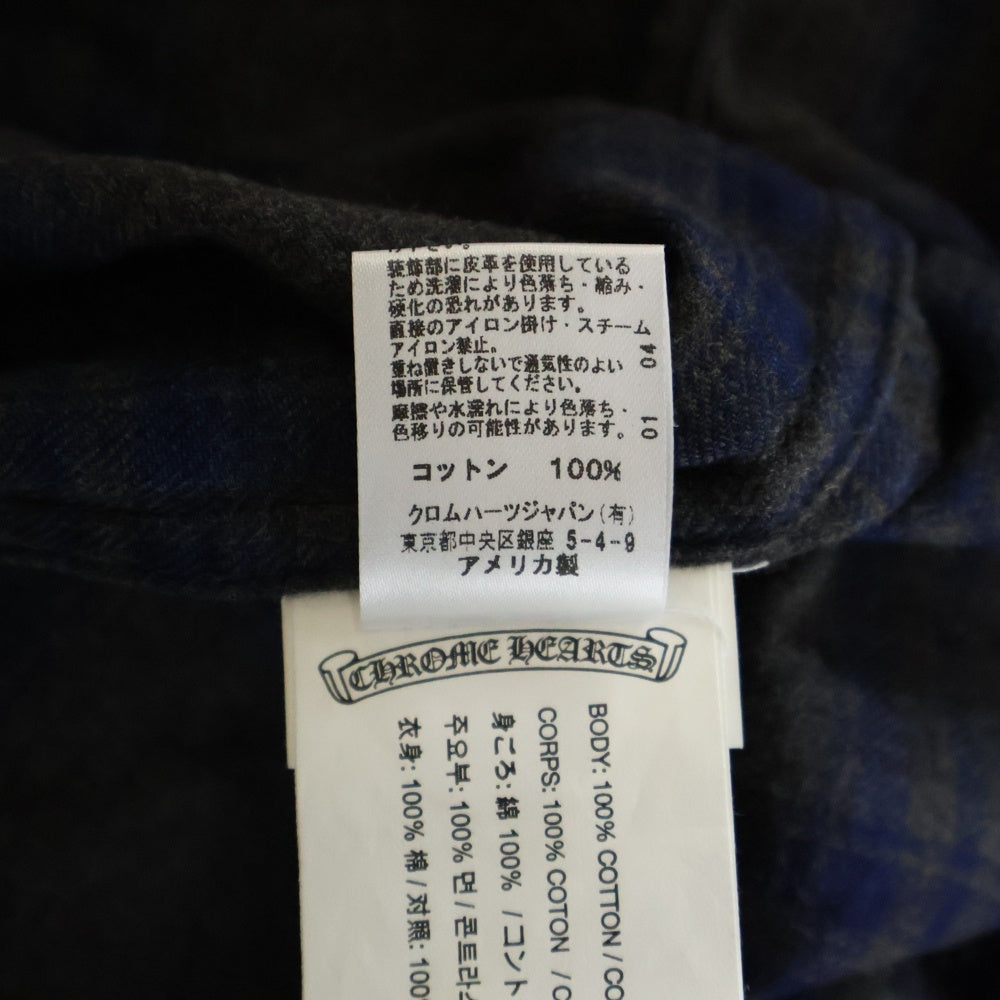 装飾部に皮革を使用している
ため洗濯により色落ち・縮み・
硬化の恐れがあります。
直接のアイロン掛け・スチーム
アイロン禁止。
重ね置きしないで通気性のよい
場所に保管してください。
摩擦や水濡れにより色落ち・
色移りの可能性があります。
01 04
コットン 100%
クロムハーツジャパン(有)
東京都中央区銀座 5-4-9
アメリカ製
CHROME HEARTS
BODY: 100% COTTON / CO
CORPS: 100% COTON / C
身ころ: 綿 100% / コント
주요부: 100% 면 / 콘트라스
衣身: 100% 棉 / 对照: 100%